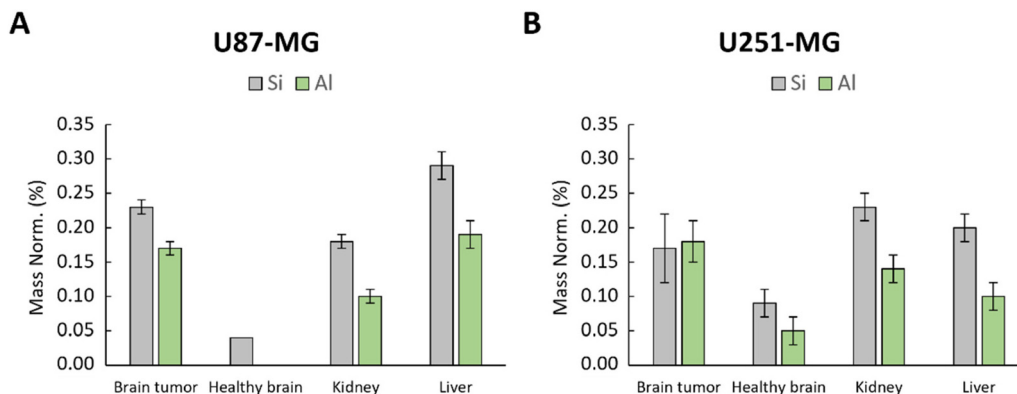 A
U87-MG
Si Al
Mass Norm. (%)
0.35
0.30
0.25
0.20
0.15
0.10
0.05
0.00
Brain tumor Healthy brain Kidney Liver
B
U251-MG
Si Al
Mass Norm. (%)
0.35
0.30
0.25
0.20
0.15
0.10
0.05
0.00
Brain tumor Healthy brain Kidney Liver